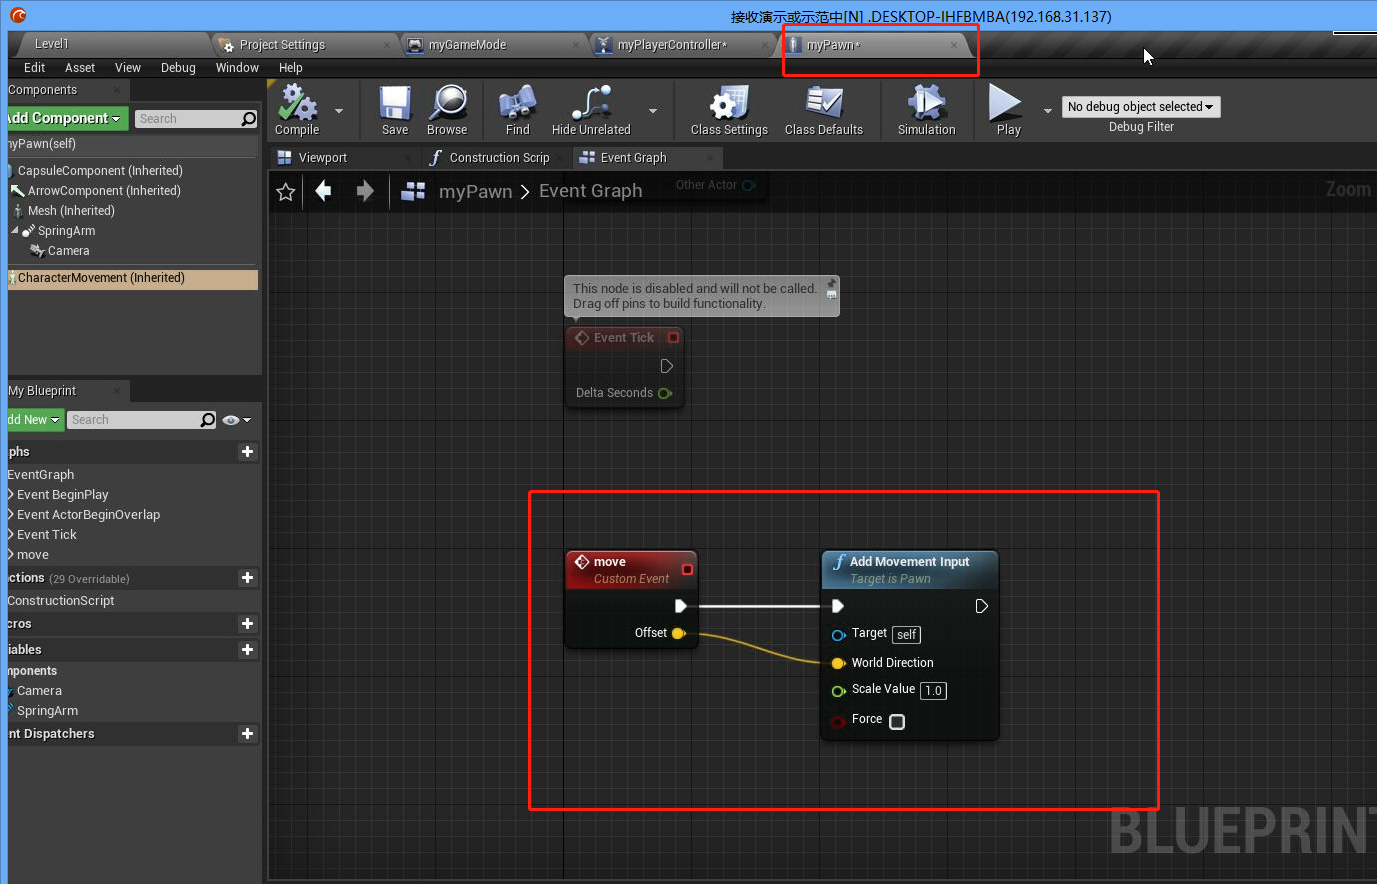 接收演示或示范中[N] .DESKTOP-IHFBMBA(192.168.31.137)
Level1
Project Settings
myGameMode
myPlayerController*
myPawn*
Edit Asset View Debug Window Help
Components
Add Component
Search
Compile
Save
Browse
Find
Hide Unrelated
Class Settings
Class Defaults
Simulation
Play
No debug object selected
Debug Filter
myPawn(self)
CapsuleComponent (Inherited)
ArrowComponent (Inherited)
Mesh (Inherited)
SpringArm
Camera
CharacterMovement (Inherited)
Viewport
Construction Scrip
Event Graph
myPawn > Event Graph
Other Actor
Zoom
This node is disabled and will not be called.
Drag off pins to build functionality.
Event Tick
Delta Seconds
My Blueprint
dd New
Search
phs
EventGraph
Event BeginPlay
Event ActorBeginOverlap
Event Tick
move
ctions (29 Overridable)
ConstructionScript
cros
iables
mponents
Camera
SpringArm
nt Dispatchers
move
Custom Event
Offset
Add Movement Input
Target is Pawn
Target self
World Direction
Scale Value 1.0
Force
BLUEPRINT